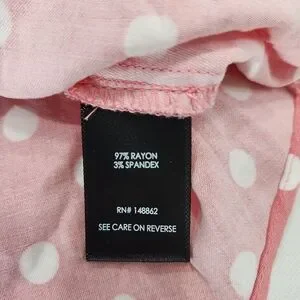 97% RAYON
3% SPANDEX
RN# 148862
SEE CARE ON REVERSE